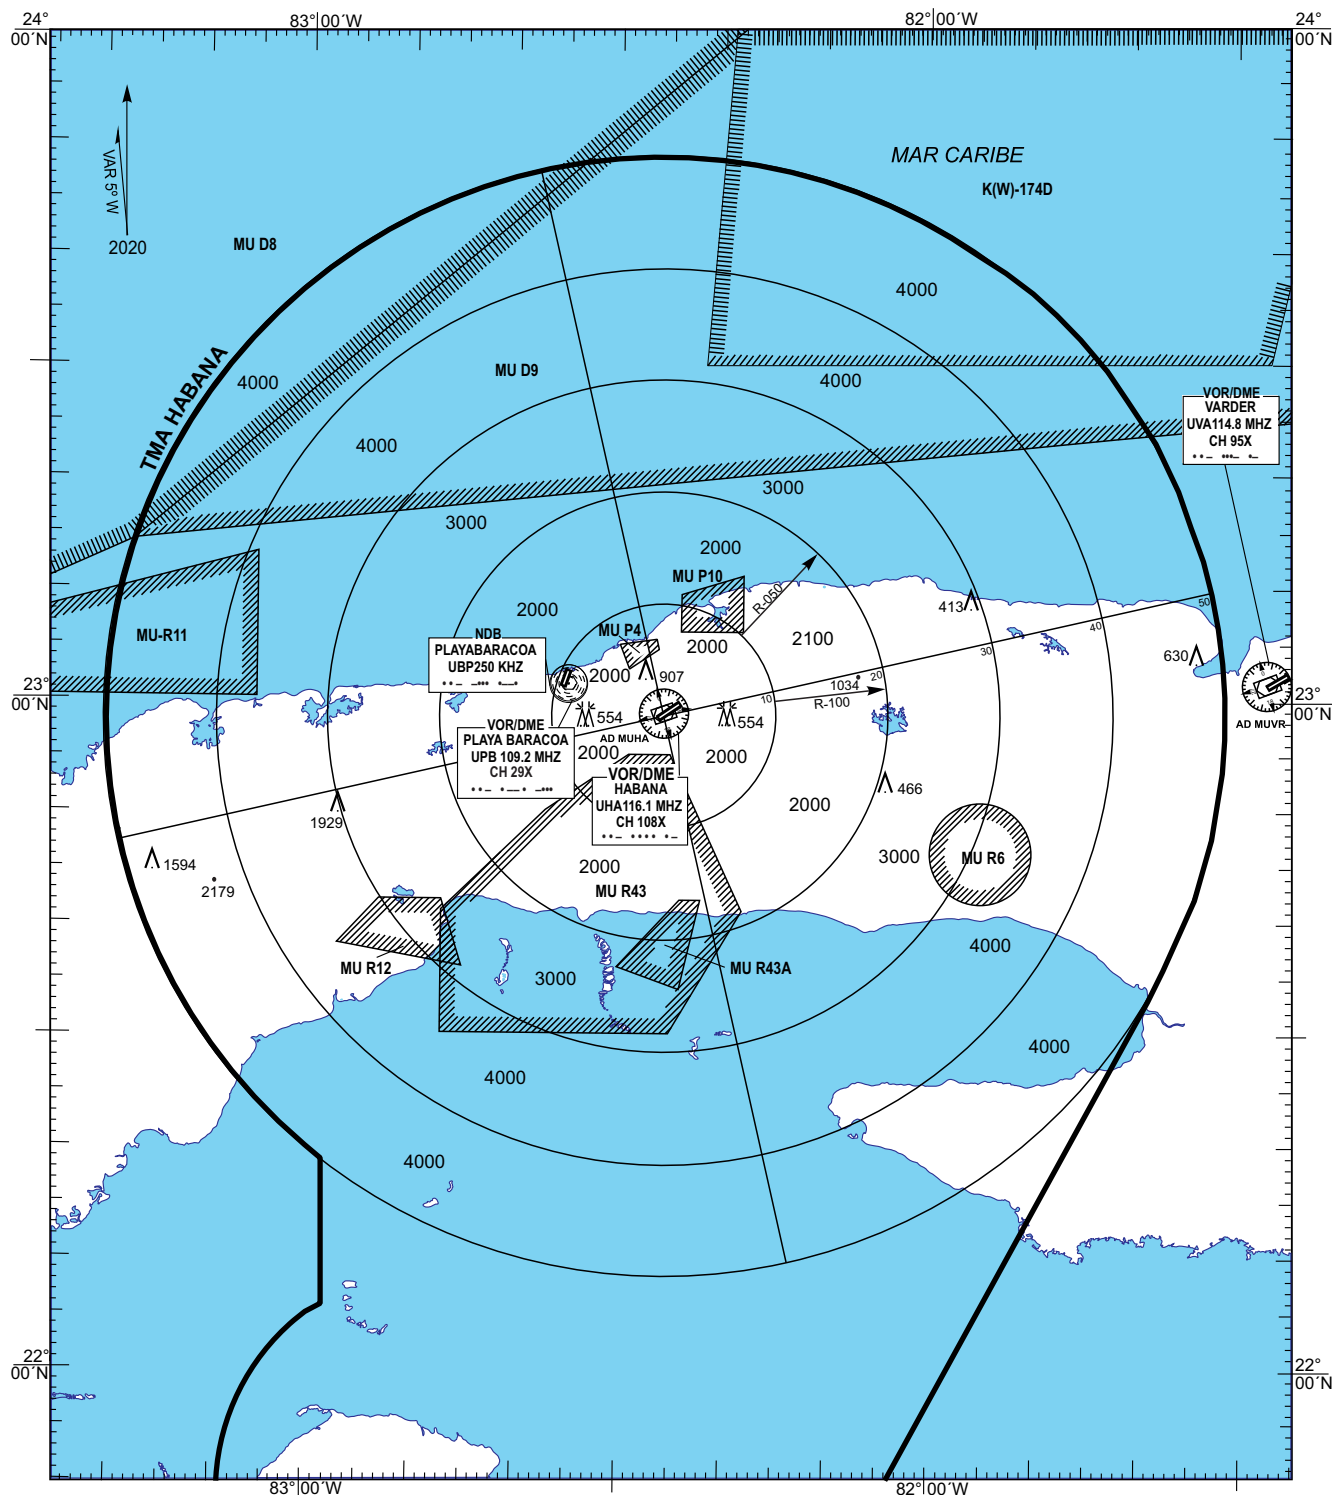 83°00´W
82°00´W
24°
00´N
24°
00´N
MAR CARIBE
K(W)-174D
VAR 5° W
2020
MU D8
4000
TMA HABANA
4000
MU D9
4000
4000
VOR/DME
VARDER
UVA114.8 MHZ
CH 95X
4000
3000
3000
2000
MU P10
R-050
2000
413
MU-R11
MU P4
2100
NDB
PLAYABARACOA
UBP250 KHZ
2000
630
2000
907
50
40
30
20
10
1034
R-100
23°
00´N
23°
00´N
554
554
AD MUHA
AD MUVR
VOR/DME
PLAYA BARACOA
UPB 109.2 MHZ
CH 29X
2000
2000
VOR/DME
HABANA
UHA116.1 MHZ
CH 108X
466
2000
1929
3000
MU R6
1594
2179
2000
MU R43
4000
MU R12
MU R43A
3000
4000
4000
4000
22°
00´N
22°
00´N
83°00´W
82°00´W